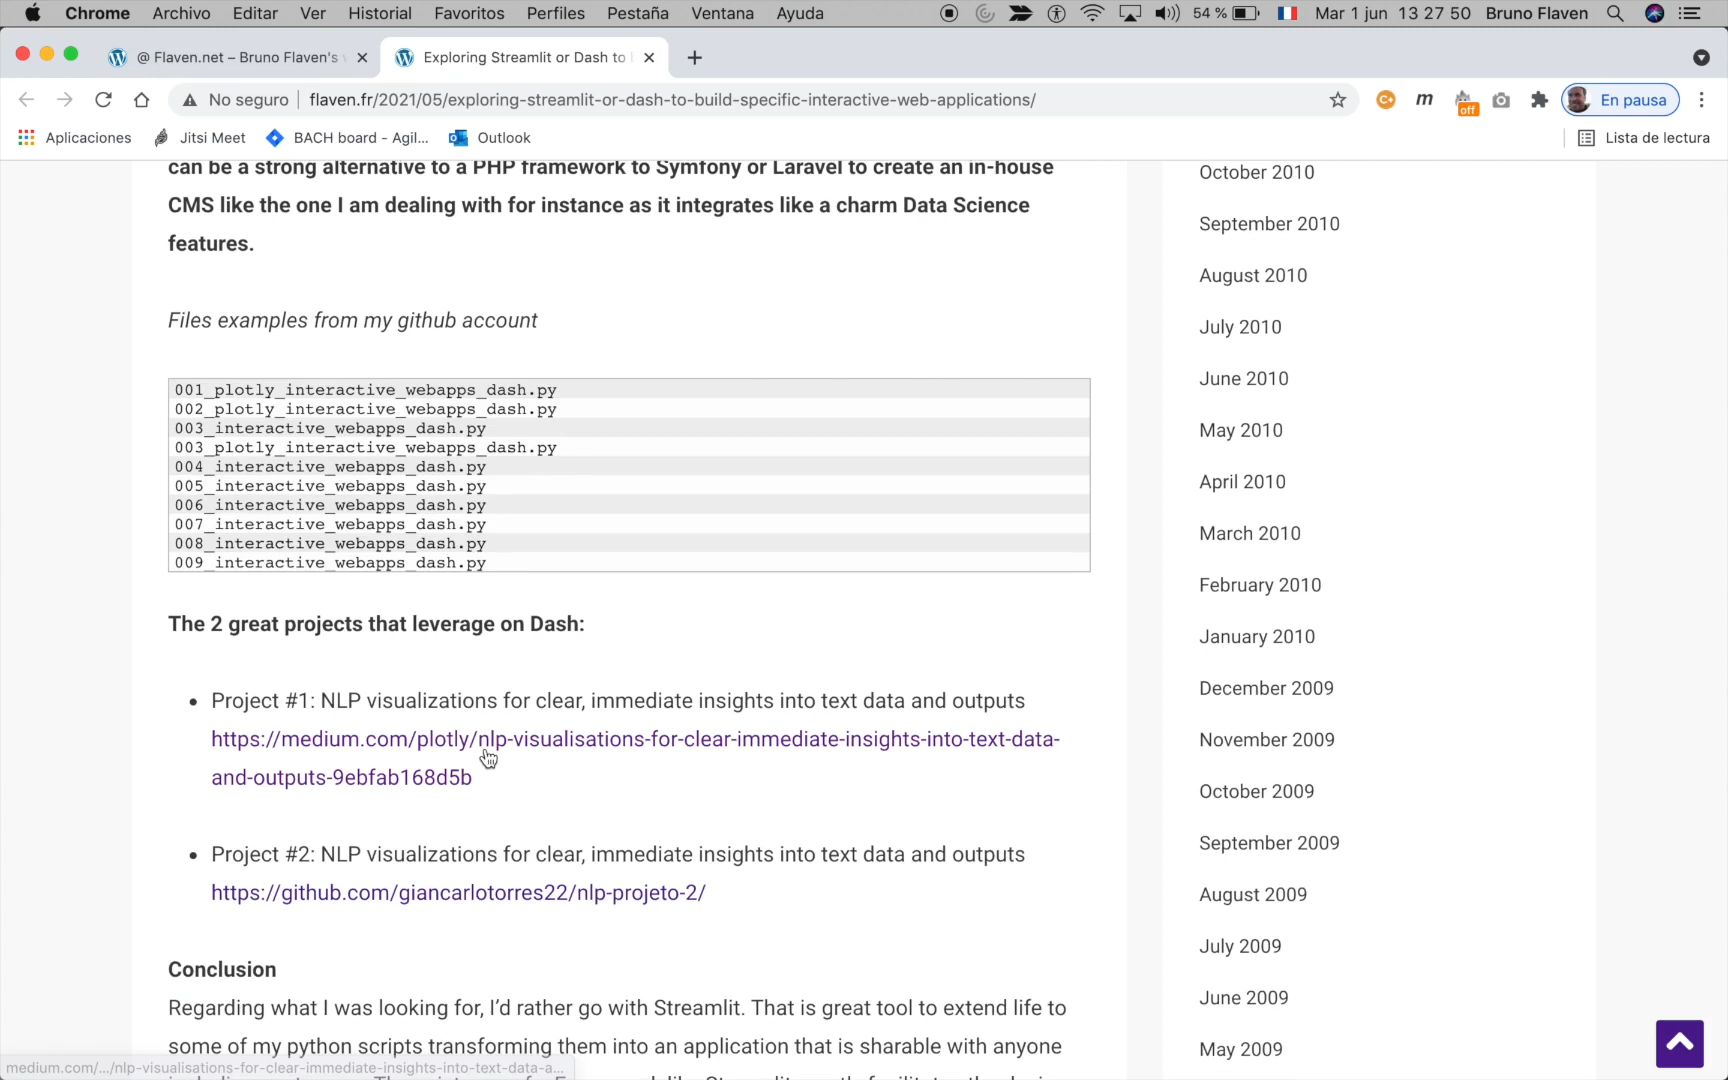 Chrome Archivo Editar Ver Historial Favoritos Perfiles Pestaña Ventana Ayuda 54 % Mar 1 jun 13 27 50 Bruno Flaven
@ Flaven.net – Bruno Flaven's Exploring Streamlit or Dash to
No seguro flaven.fr/2021/05/exploring-streamlit-or-dash-to-build-specific-interactive-web-applications/ C+ m off En pausa
Aplicaciones Jitsi Meet BACH board - Agil... Outlook Lista de lectura
can be a strong alternative to a PHP framework to Symfony or Laravel to create an in-house
CMS like the one I am dealing with for instance as it integrates like a charm Data Science
features.
Files examples from my github account
001_plotly_interactive_webapps_dash.py
002_plotly_interactive_webapps_dash.py
003_interactive_webapps_dash.py
003_plotly_interactive_webapps_dash.py
004_interactive_webapps_dash.py
005_interactive_webapps_dash.py
006_interactive_webapps_dash.py
007_interactive_webapps_dash.py
008_interactive_webapps_dash.py
009_interactive_webapps_dash.py
The 2 great projects that leverage on Dash:
Project #1: NLP visualizations for clear, immediate insights into text data and outputs
https://medium.com/plotly/nlp-visualisations-for-clear-immediate-insights-into-text-data-
and-outputs-9ebfab168d5b
Project #2: NLP visualizations for clear, immediate insights into text data and outputs
https://github.com/giancarlotorres22/nlp-projeto-2/
Conclusion
Regarding what I was looking for, I'd rather go with Streamlit. That is great tool to extend life to
some of my python scripts transforming them into an application that is sharable with anyone
medium.com/.../nlp-visualisations-for-clear-immediate-insights-into-text-data-a...
October 2010
September 2010
August 2010
July 2010
June 2010
May 2010
April 2010
March 2010
February 2010
January 2010
December 2009
November 2009
October 2009
September 2009
August 2009
July 2009
June 2009
May 2009